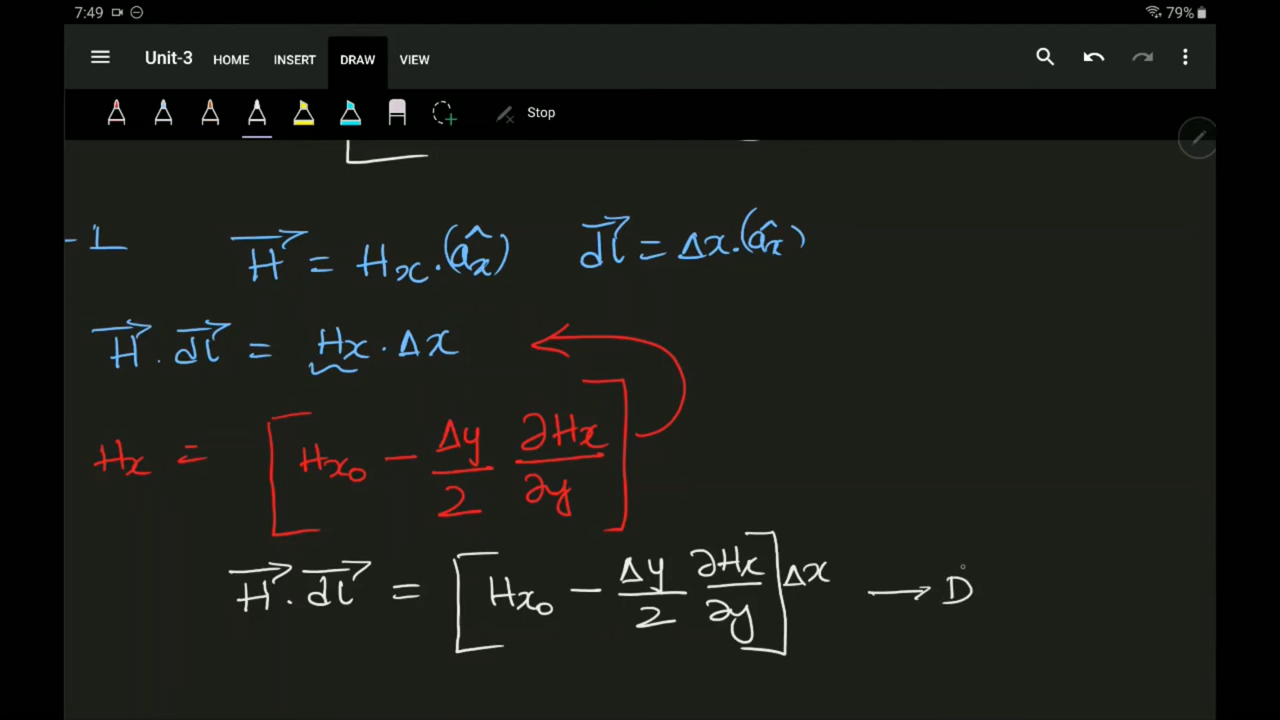 7:49 79%
Unit-3 HOME INSERT DRAW VIEW
Stop
-1 H⃗ = Hx.(âx) dl⃗ = Δx.(âx)
H⃗ . dl⃗ = Hx . Δx
Hx = [Hx₀ − Δy/2 ∂Hx/∂y]
H⃗ . dl⃗ = [Hx₀ − Δy/2 ∂Hx/∂y] Δx → D